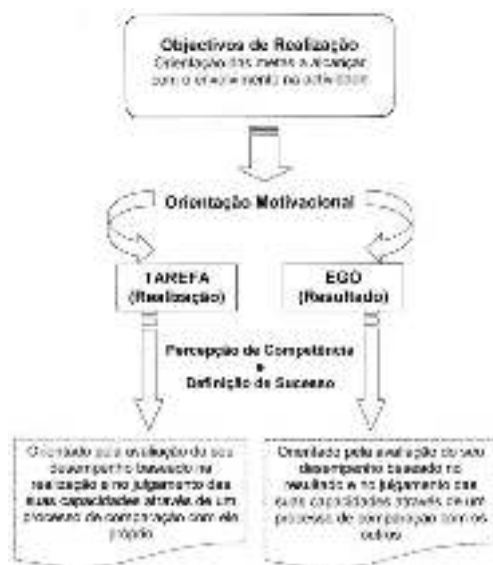 Objectivos de Realização
Orientação das metas a alcançar
com o envolvimento na actividade
Orientação Motivacional
TAREFA
(Realização)
EGO
(Resultado)
Percepção de Competência
e
Definição de Sucesso
Orientado pela avaliação do seu
desempenho baseado na
realização e no julgamento das
suas capacidades através de um
processo de comparação com ele
próprio
Orientado pela avaliação do seu
desempenho baseado no
resultado e no julgamento das
suas capacidades através de um
processo de comparação com os
outros